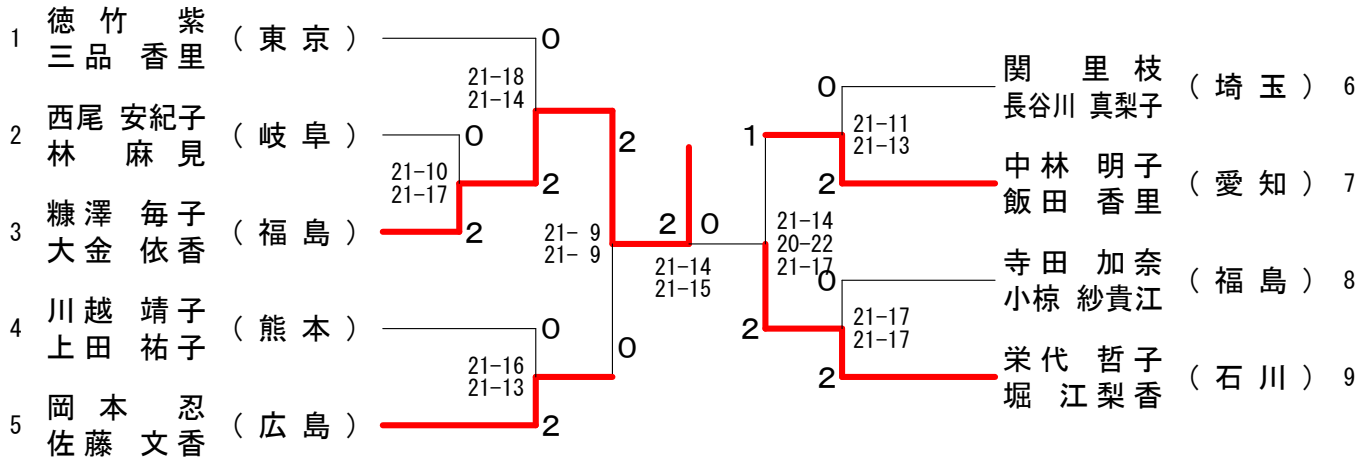 1 徳竹 紫
三品 香里
(東京)
0
21-18
21-14
2 西尾 安紀子
林 麻見
(岐阜)
0
21-10
21-17
2
3 糠澤 毎子
大金 依香
(福島)
2
2
21- 9
21- 9
4 川越 靖子
上田 祐子
(熊本)
0
0
21-16
21-13
5 岡本 忍
佐藤 文香
(広島)
2
2 0
21-14
21-15
関 里枝
長谷川 真梨子
(埼玉) 6
0
1
21-11
21-13
中林 明子
飯田 香里
(愛知) 7
2
21-14
20-22
21-17
寺田 加奈
小椋 紗貴江
(福島) 8
0
2
21-17
21-17
栄代 哲子
堀江 梨香
(石川) 9
2